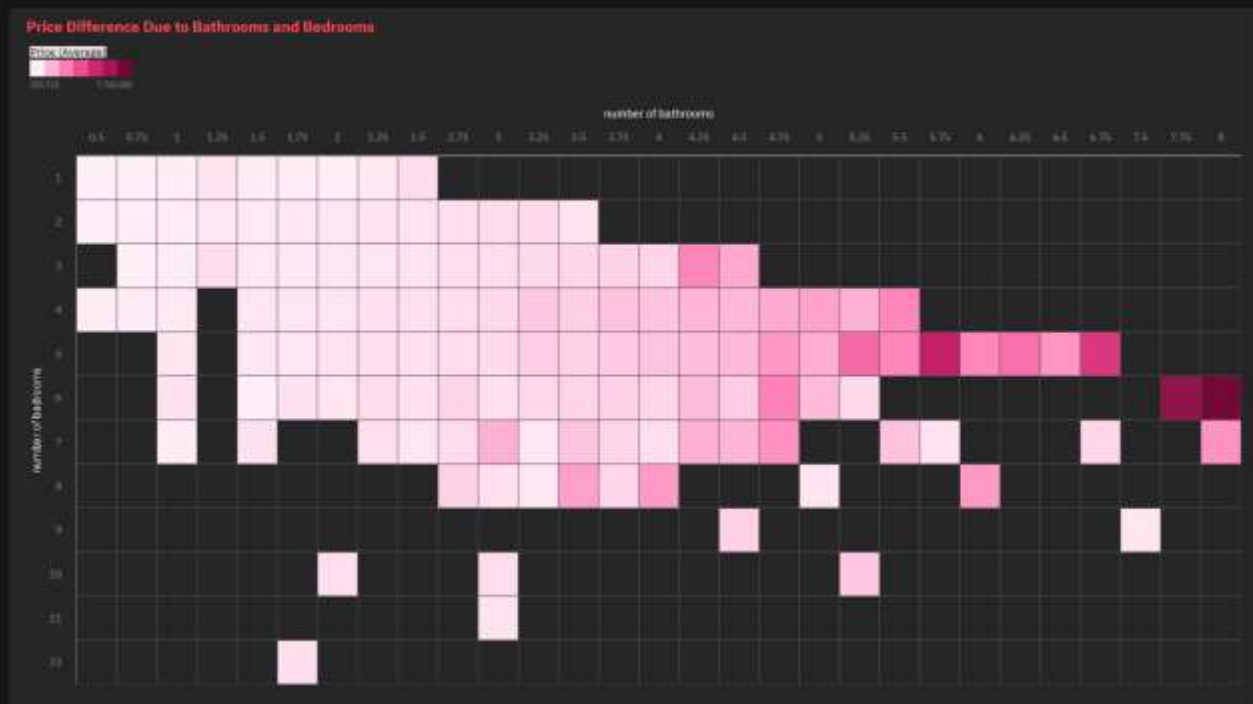 Price Difference Due to Bathrooms and Bedrooms
Price (Average)
number of bathrooms
0.5 0.75 1 1.25 1.5 1.75 2 2.25 2.5 2.75 3 3.25 3.5 3.75 4 4.25 4.5 4.75 5 5.25 5.5 5.75 6 6.25 6.5 6.75 7.5 7.75 8
number of bedrooms
1
2
3
4
5
6
7
8
9
10
11